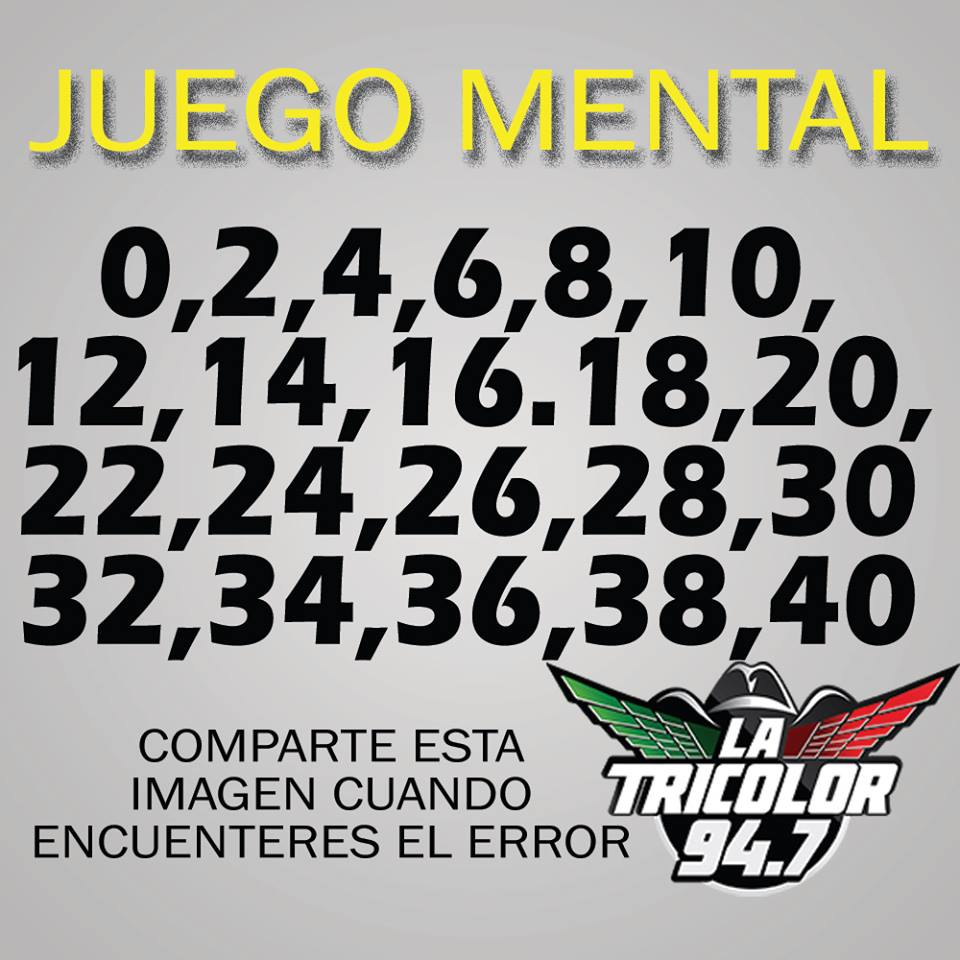 JUEGO MENTAL
0,2,4,6,8,10,
12,14,16.18,20,
22,24,26,28,30
32,34,36,38,40
COMPARTE ESTA
IMAGEN CUANDO
ENCUENTERES EL ERROR
LA
TRICOLOR
94.7